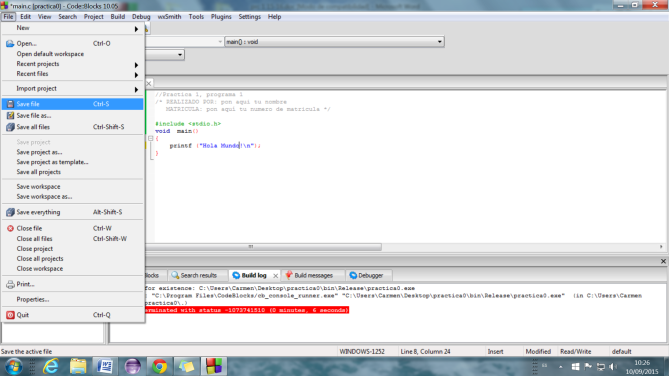 *main.c [practica0] - Code::Blocks 10.05
File Edit View Search Project Build Debug wxSmith Tools Plugins Settings Help
New
Open... Ctrl-O
Open default workspace
Recent projects
Recent files
Import project
Save file Ctrl-S
Save file as...
Save all files Ctrl-Shift-S
Save project
Save project as...
Save project as template...
Save all projects
Save workspace
Save workspace as...
Save everything Alt-Shift-S
Close file Ctrl-W
Close all files Ctrl-Shift-W
Close project
Close all projects
Close workspace
Print...
Properties...
Quit Ctrl-Q
main() : void
//Practica 1, programa 1
/* REALIZADO POR: pon aqui tu nombre
MATRICULA: pon aqui tu numero de matricula */
#include <stdio.h>
void main()
{
printf ("Hola Mundo!\n");
}
locks Search results Build log Build messages Debugger
for existence: C:\Users\Carmen\Desktop\practica0\bin\Release\practica0.exe
"C:\Program Files\CodeBlocks/cb_console_runner.exe" "C:\Users\Carmen\Desktop\practica0\bin\Release\practica0.exe" (in C:\Users\Carmen
practica0\.)
terminated with status -1073741510 (0 minutes, 6 seconds)
Save the active file WINDOWS-1252 Line 8, Column 24 Insert Modified Read/Write default
10:26
10/09/2015